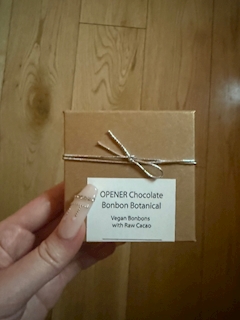 OPENER Chocolate
Bonbon Botanical
Vegan Bonbons
with Raw Cacao